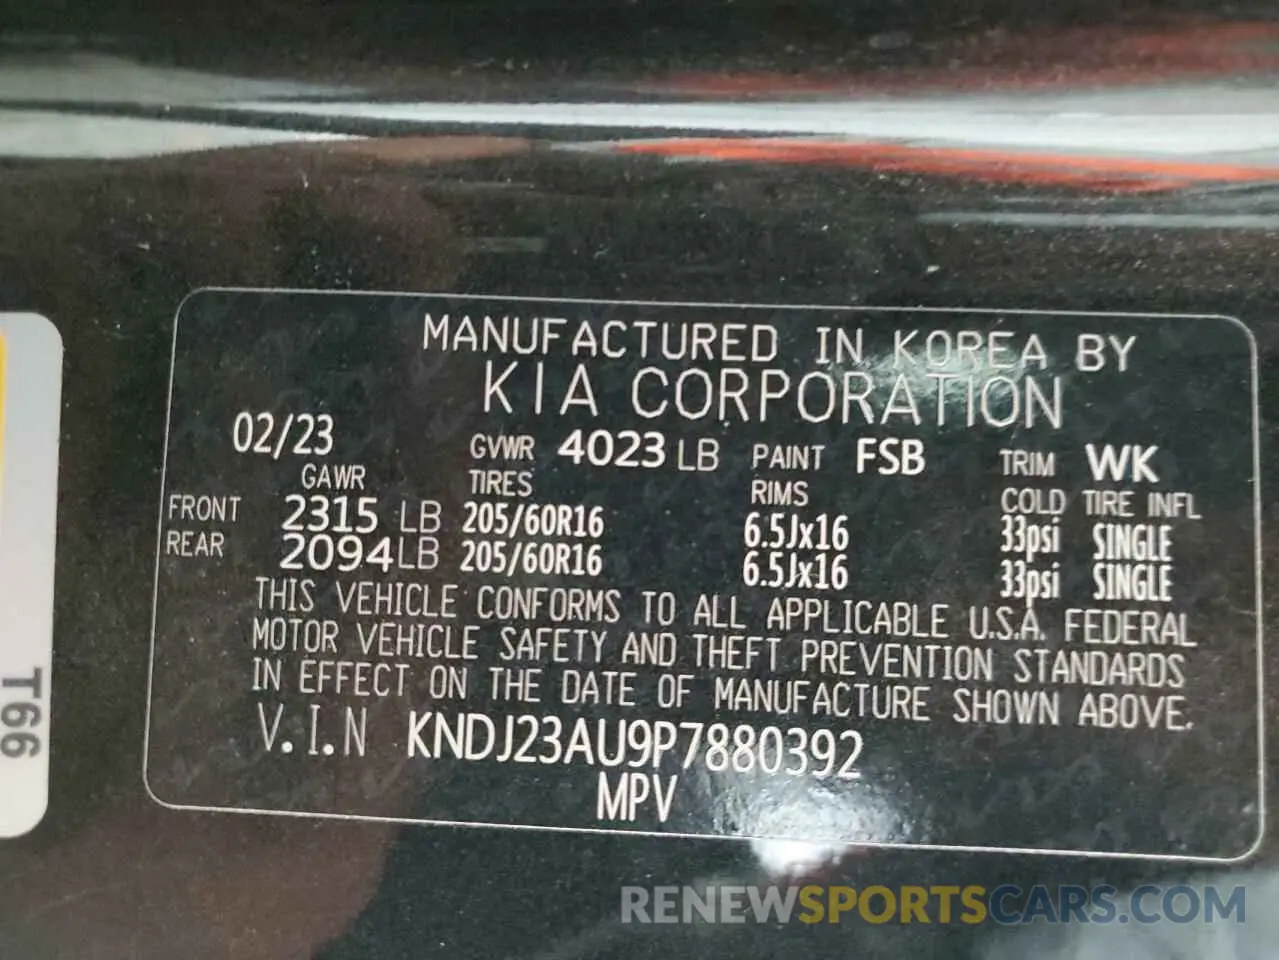 MANUFACTURED IN KOREA BY
KIA CORPORATION
02/23 GVWR 4023 LB PAINT FSB TRIM WK
GAWR TIRES RIMS COLD TIRE INFL
FRONT 2315 LB 205/60R16 6.5Jx16 33psi SINGLE
REAR 2094 LB 205/60R16 6.5Jx16 33psi SINGLE
THIS VEHICLE CONFORMS TO ALL APPLICABLE U.S.A. FEDERAL
MOTOR VEHICLE SAFETY AND THEFT PREVENTION STANDARDS
IN EFFECT ON THE DATE OF MANUFACTURE SHOWN ABOVE.
V.I.N KNDJ23AU9P7880392
MPV
T66
RENEWSPORTSCARS.COM